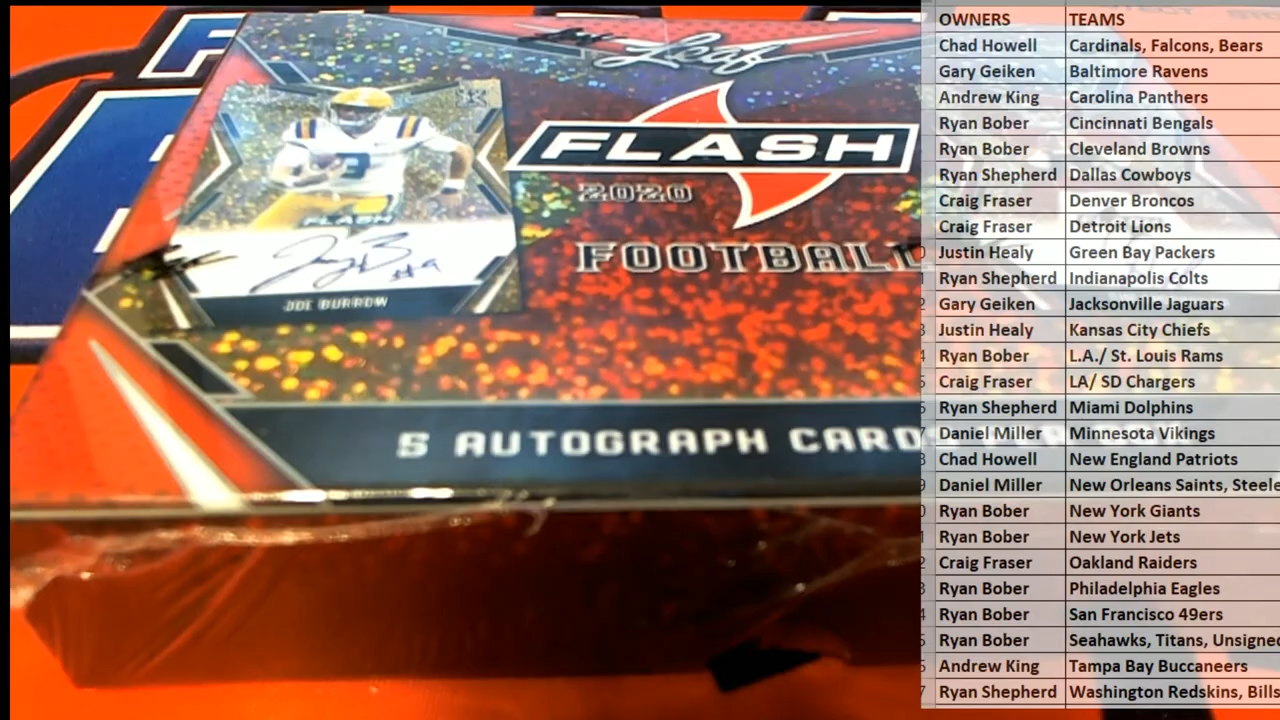 Leaf
FLASH
2020
FOOTBALL
FLASH
#9
JOE BURROW
5 AUTOGRAPH CARDS
OWNERS TEAMS
Chad Howell Cardinals, Falcons, Bears
Gary Geiken Baltimore Ravens
Andrew King Carolina Panthers
Ryan Bober Cincinnati Bengals
Ryan Bober Cleveland Browns
Ryan Shepherd Dallas Cowboys
Craig Fraser Denver Broncos
Craig Fraser Detroit Lions
Justin Healy Green Bay Packers
Ryan Shepherd Indianapolis Colts
Gary Geiken Jacksonville Jaguars
Justin Healy Kansas City Chiefs
Ryan Bober L.A./ St. Louis Rams
Craig Fraser LA/ SD Chargers
Ryan Shepherd Miami Dolphins
Daniel Miller Minnesota Vikings
Chad Howell New England Patriots
Daniel Miller New Orleans Saints, Steele
Ryan Bober New York Giants
Ryan Bober New York Jets
Craig Fraser Oakland Raiders
Ryan Bober Philadelphia Eagles
Ryan Bober San Francisco 49ers
Ryan Bober Seahawks, Titans, Unsigned
Andrew King Tampa Bay Buccaneers
Ryan Shepherd Washington Redskins, Bills